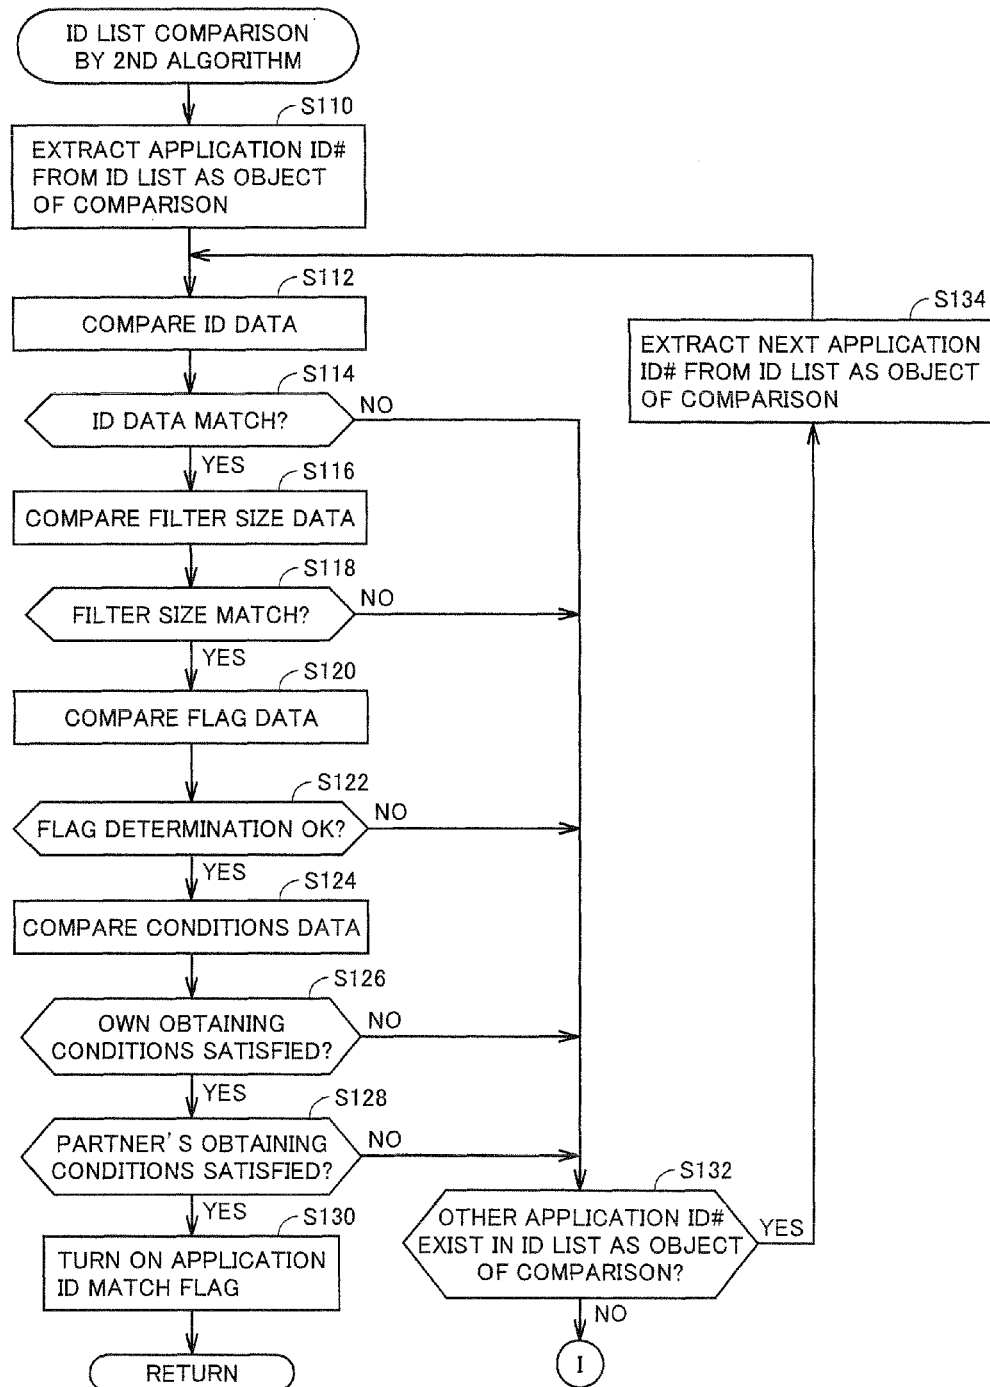 ID LIST COMPARISON
BY 2ND ALGORITHM
S110
EXTRACT APPLICATION ID#
FROM ID LIST AS OBJECT
OF COMPARISON
S112
COMPARE ID DATA
S134
EXTRACT NEXT APPLICATION
ID# FROM ID LIST AS OBJECT
OF COMPARISON
S114
ID DATA MATCH?
NO
YES
S116
COMPARE FILTER SIZE DATA
S118
FILTER SIZE MATCH?
NO
YES
S120
COMPARE FLAG DATA
S122
FLAG DETERMINATION OK?
NO
YES
S124
COMPARE CONDITIONS DATA
S126
OWN OBTAINING
CONDITIONS SATISFIED?
NO
YES
S128
PARTNER'S OBTAINING
CONDITIONS SATISFIED?
NO
YES
S130
TURN ON APPLICATION
ID MATCH FLAG
RETURN
S132
OTHER APPLICATION ID#
EXIST IN ID LIST AS OBJECT
OF COMPARISON?
YES
NO
I